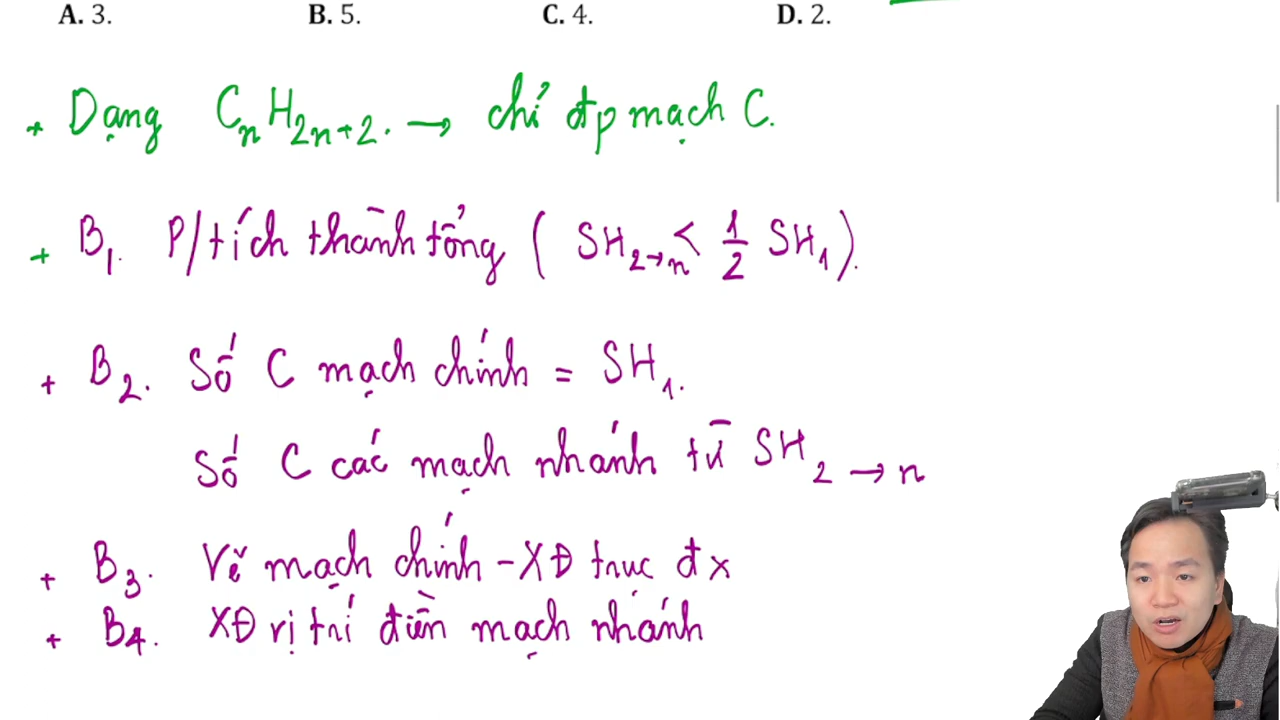 A. 3. B. 5. C. 4. D. 2.
+ Dạng CnH2n+2. → chỉ đp mạch C.
+ B1. P/tích thành tổng ( SH2→n < 1/2 SH1 ).
+ B2. Số C mạch chính = SH1.
Số C các mạch nhánh từ SH2→n
+ B3. Vẽ mạch chính - XĐ trục đx
+ B4. XĐ vị trí điền mạch nhánh